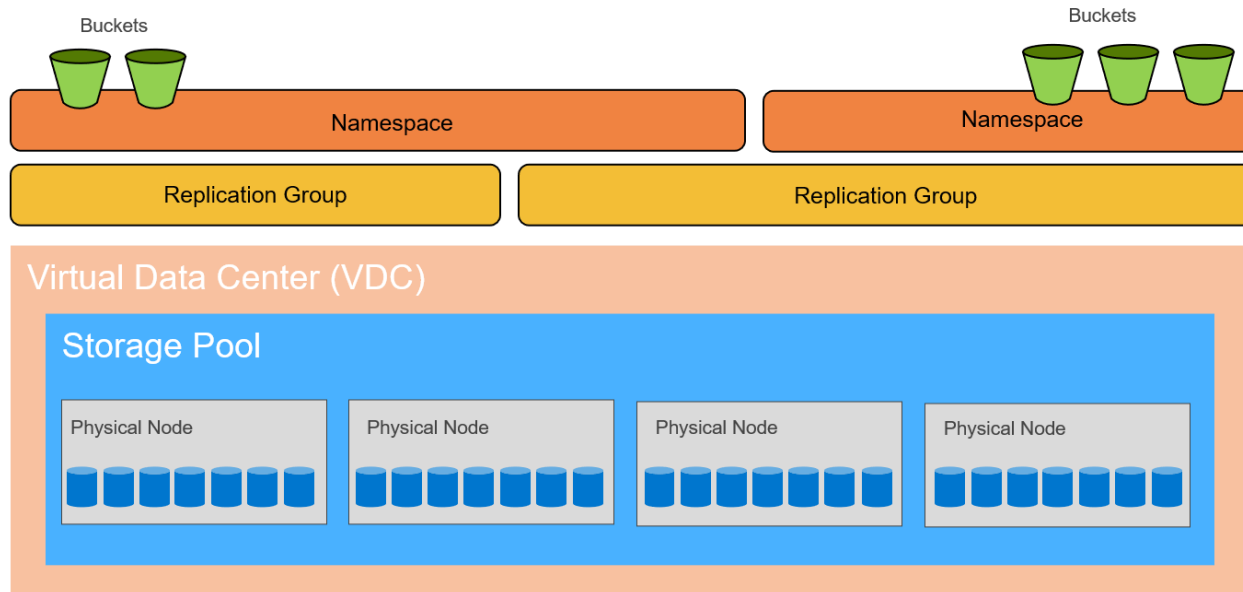 Buckets
Buckets
Namespace
Namespace
Replication Group
Replication Group
Virtual Data Center (VDC)
Storage Pool
Physical Node
Physical Node
Physical Node
Physical Node